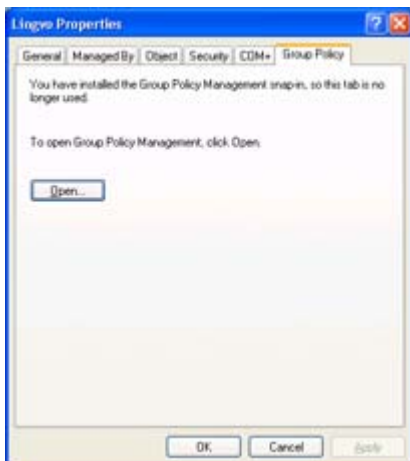 Lingvo Properties
General Managed By Object Security COM+ Group Policy
You have installed the Group Policy Management snap-in, so this tab is no
longer used.
To open Group Policy Management, click Open.
Open...
OK Cancel Apply